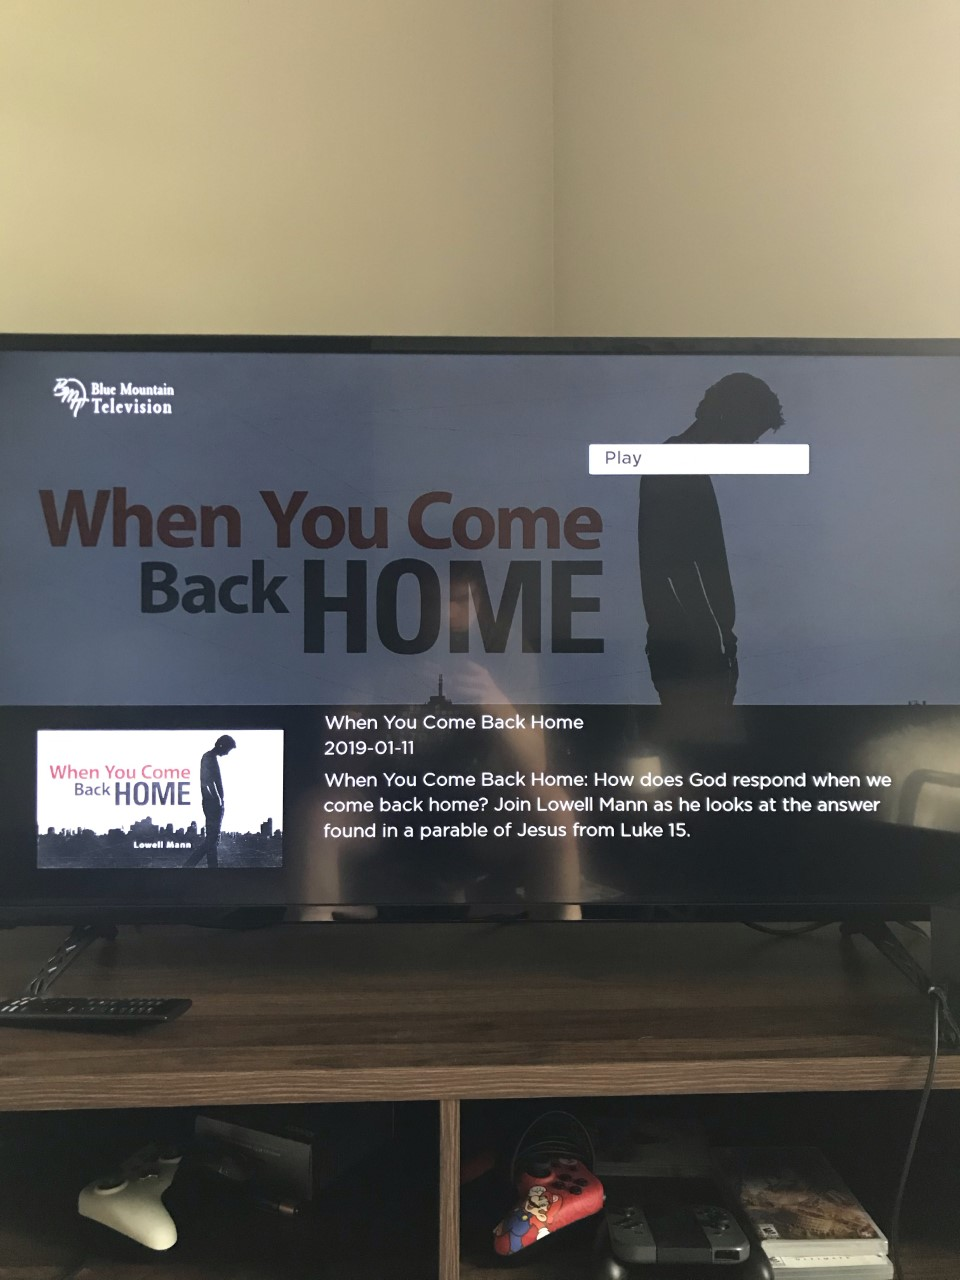 Blue Mountain
Television
Play
When You Come
Back HOME
When You Come Back Home
2019-01-11
When You Come Back Home: How does God respond when we
come back home? Join Lowell Mann as he looks at the answer
found in a parable of Jesus from Luke 15.
When You Come
Back HOME
Lowell Mann